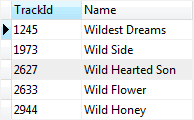 TrackId Name
1245 Wildest Dreams
1973 Wild Side
2627 Wild Hearted Son
2633 Wild Flower
2944 Wild Honey